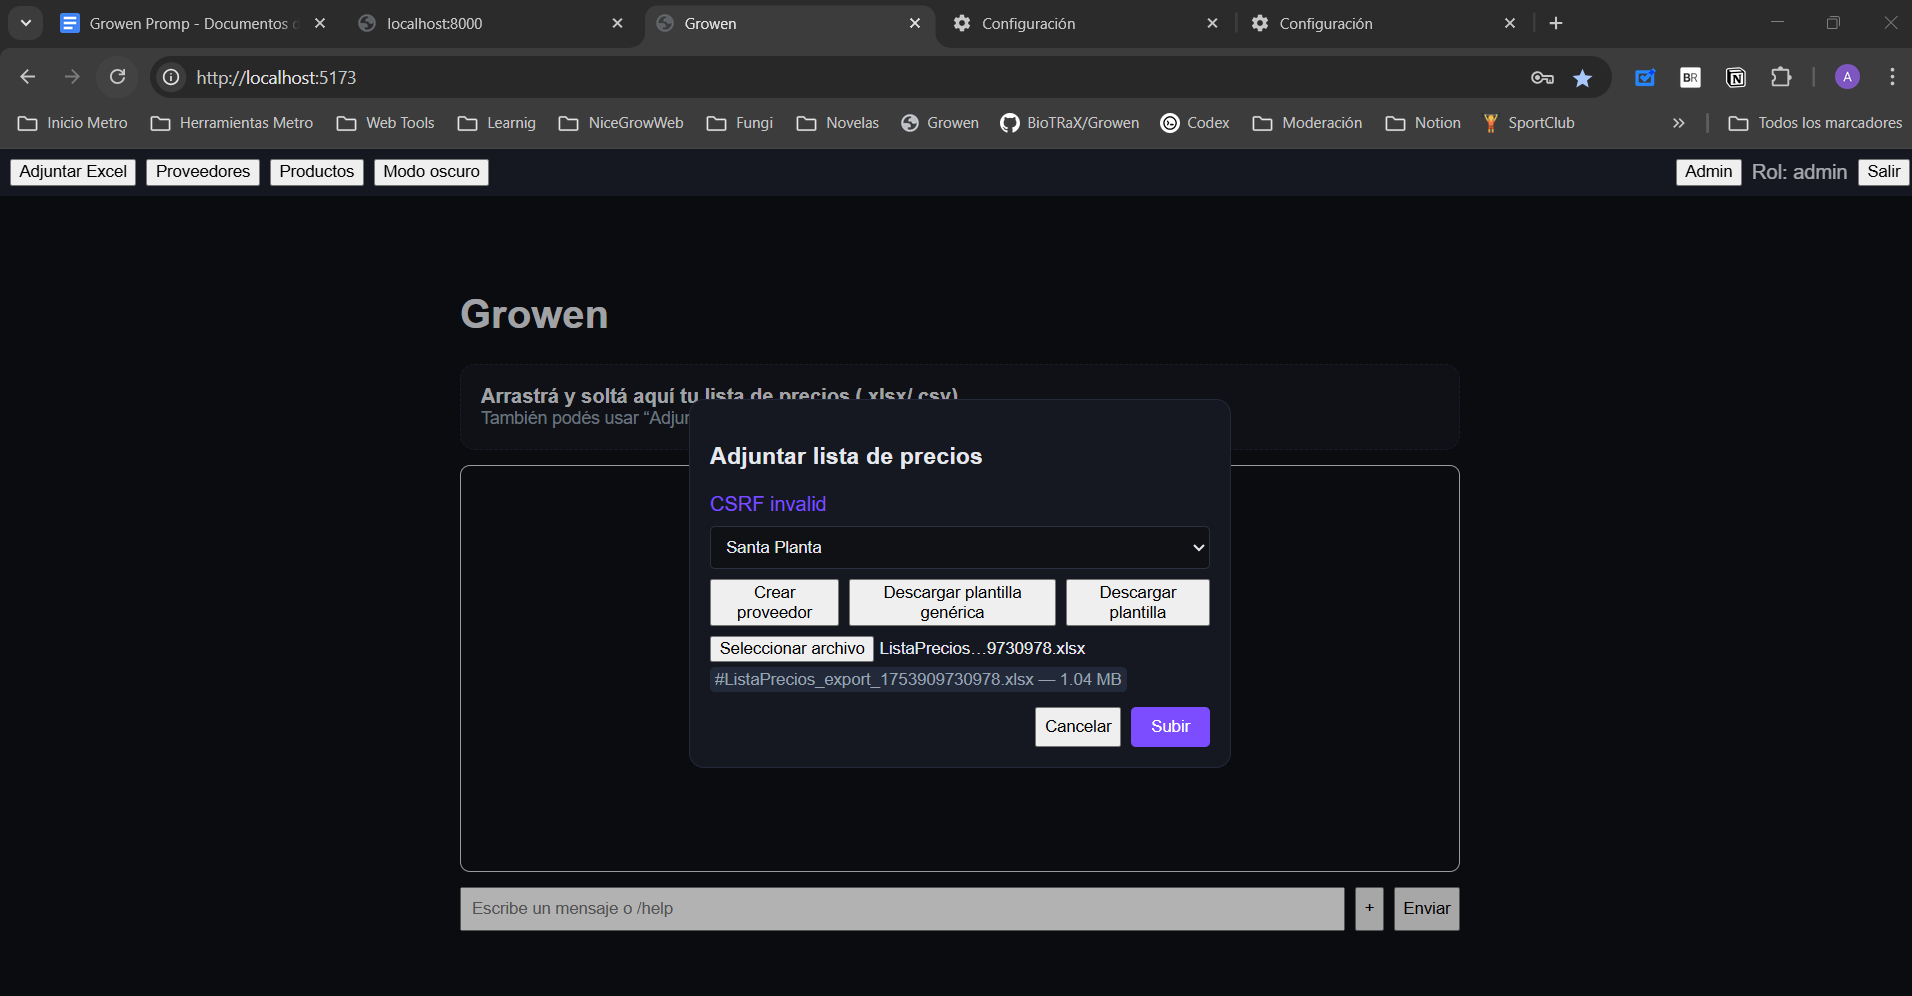 Growen Promp - Documentos d
localhost:8000
Growen
Configuración
Configuración
http://localhost:5173
BR
N
A
Inicio Metro
Herramientas Metro
Web Tools
Learnig
NiceGrowWeb
Fungi
Novelas
Growen
BioTRaX/Growen
Codex
Moderación
Notion
SportClub
»
Todos los marcadores
Adjuntar Excel
Proveedores
Productos
Modo oscuro
Admin
Rol: admin
Salir
Growen
Arrastrá y soltá aquí tu lista de precios (.xlsx/.csv)
También podés usar “Adjun
Adjuntar lista de precios
CSRF invalid
Santa Planta
Crear
proveedor
Descargar plantilla
genérica
Descargar
plantilla
Seleccionar archivo
ListaPrecios…9730978.xlsx
#ListaPrecios_export_1753909730978.xlsx — 1.04 MB
Cancelar
Subir
Escribe un mensaje o /help
+
Enviar